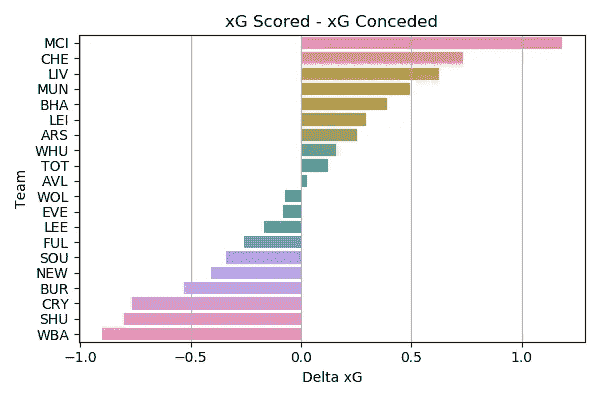 xG Scored - xG Conceded
MCI
CHE
LIV
MUN
BHA
LEI
ARS
WHU
TOT
AVL
WOL
EVE
LEE
FUL
SOU
NEW
BUR
CRY
SHU
WBA
Team
−1.0 −0.5 0.0 0.5 1.0
Delta xG